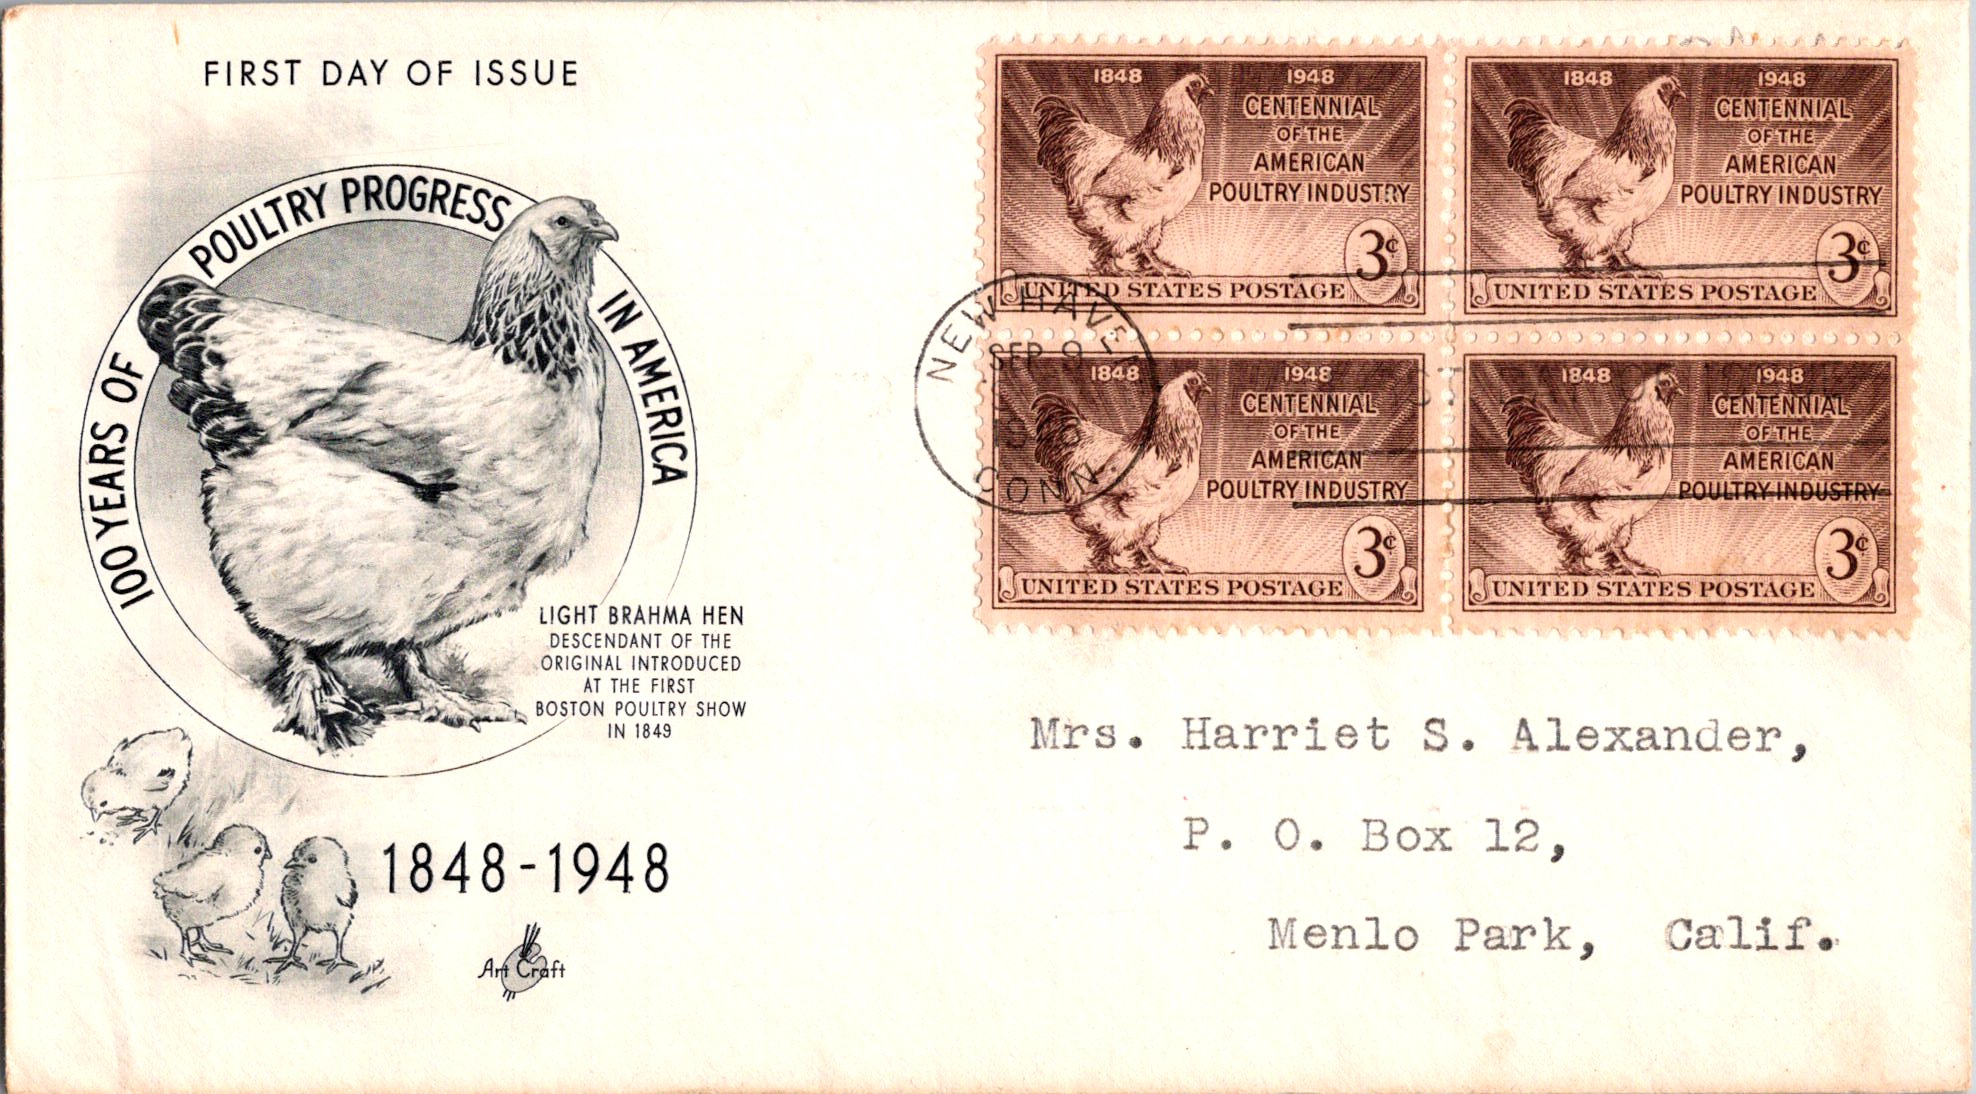 FIRST DAY OF ISSUE
100 YEARS OF POULTRY PROGRESS IN AMERICA
LIGHT BRAHMA HEN
DESCENDANT OF THE
ORIGINAL INTRODUCED
AT THE FIRST
BOSTON POULTRY SHOW
IN 1849
1848-1948
Art Craft
1848 1948
CENTENNIAL
OF THE
AMERICAN
POULTRY INDUSTRY
3¢
UNITED STATES POSTAGE
1848 1948
CENTENNIAL
OF THE
AMERICAN
POULTRY INDUSTRY
3¢
UNITED STATES POSTAGE
1848 1948
CENTENNIAL
OF THE
AMERICAN
POULTRY INDUSTRY
3¢
UNITED STATES POSTAGE
1848 1948
CENTENNIAL
OF THE
AMERICAN
POULTRY INDUSTRY
3¢
UNITED STATES POSTAGE
NEW HAVEN
SEP 9
CONN.
Mrs. Harriet S. Alexander,
P. O. Box 12,
Menlo Park, Calif.